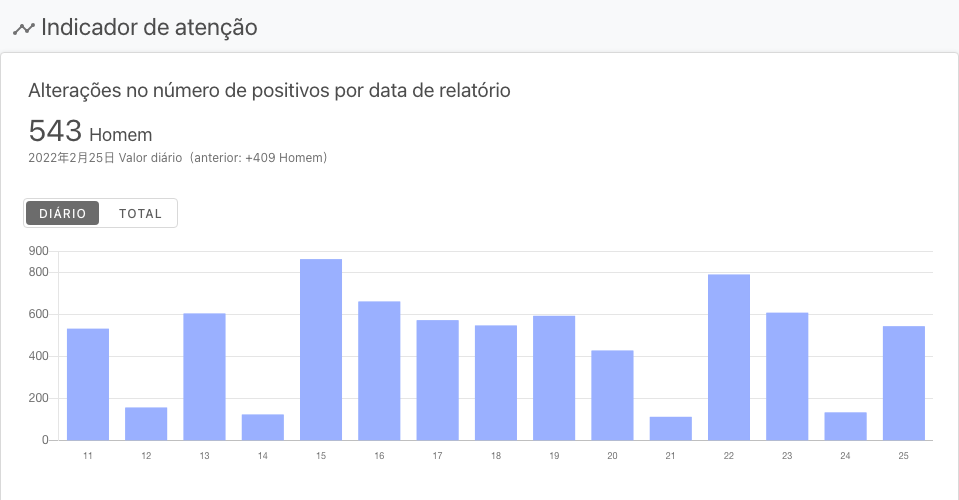 Indicador de atenção
Alterações no número de positivos por data de relatório
543 Homem
2022年2月25日 Valor diário（anterior: +409 Homem）
DIÁRIO TOTAL
900
800
600
400
200
0
11 12 13 14 15 16 17 18 19 20 21 22 23 24 25